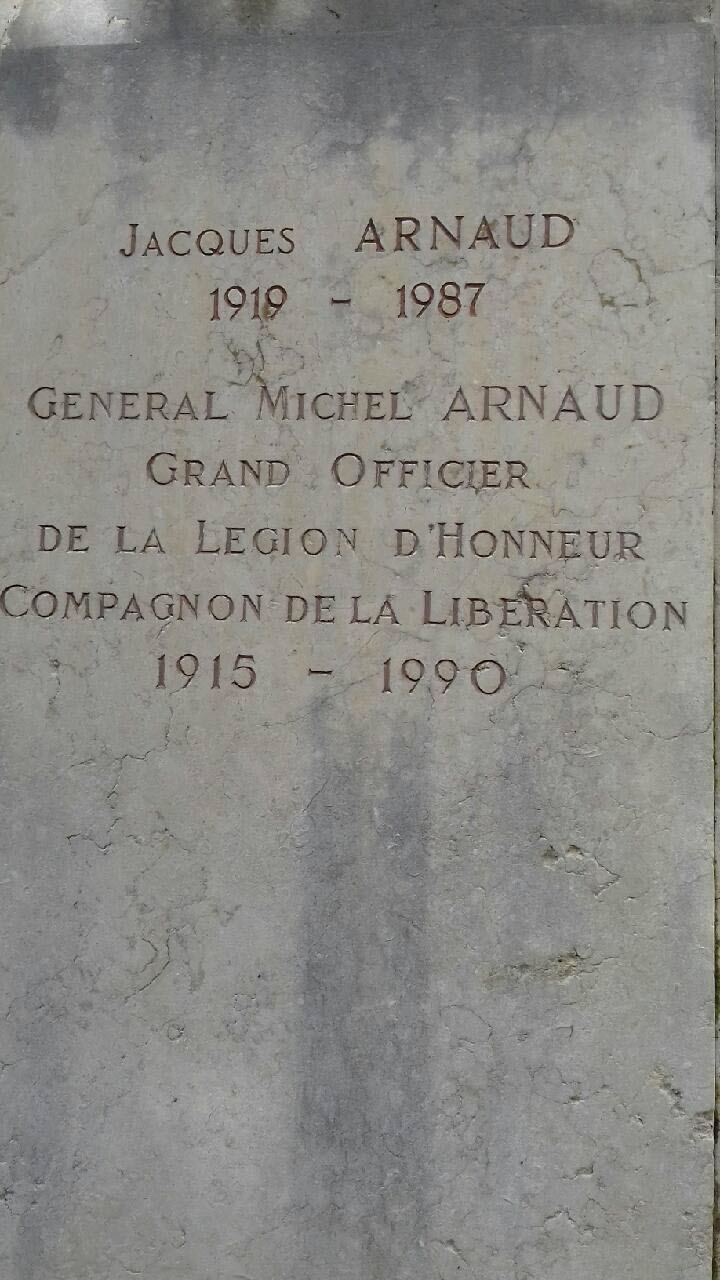 Jacques ARNAUD
1919 - 1987
General Michel ARNAUD
Grand Officier
de la Legion d'Honneur
Compagnon de la Liberation
1915 - 1990